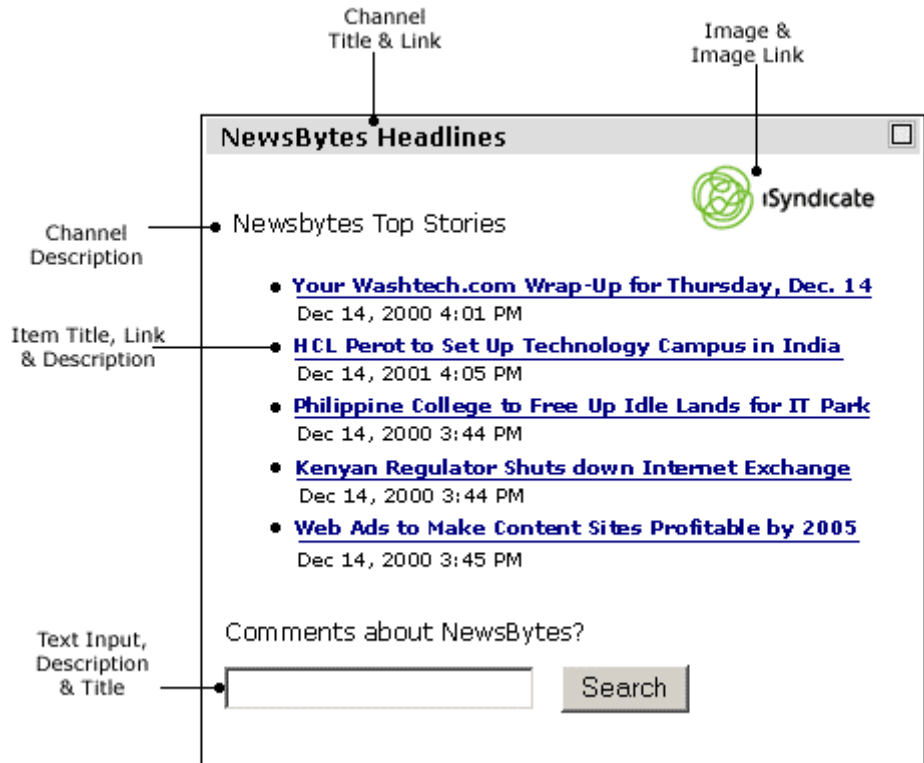 Channel
Title & Link
Image &
Image Link
NewsBytes Headlines
iSyndicate
Channel
Description
Newsbytes Top Stories
Your Washtech.com Wrap-Up for Thursday, Dec. 14
Dec 14, 2000 4:01 PM
Item Title, Link
& Description
HCL Perot to Set Up Technology Campus in India
Dec 14, 2001 4:05 PM
Philippine College to Free Up Idle Lands for IT Park
Dec 14, 2000 3:44 PM
Kenyan Regulator Shuts down Internet Exchange
Dec 14, 2000 3:44 PM
Web Ads to Make Content Sites Profitable by 2005
Dec 14, 2000 3:45 PM
Comments about NewsBytes?
Text Input,
Description
& Title
Search